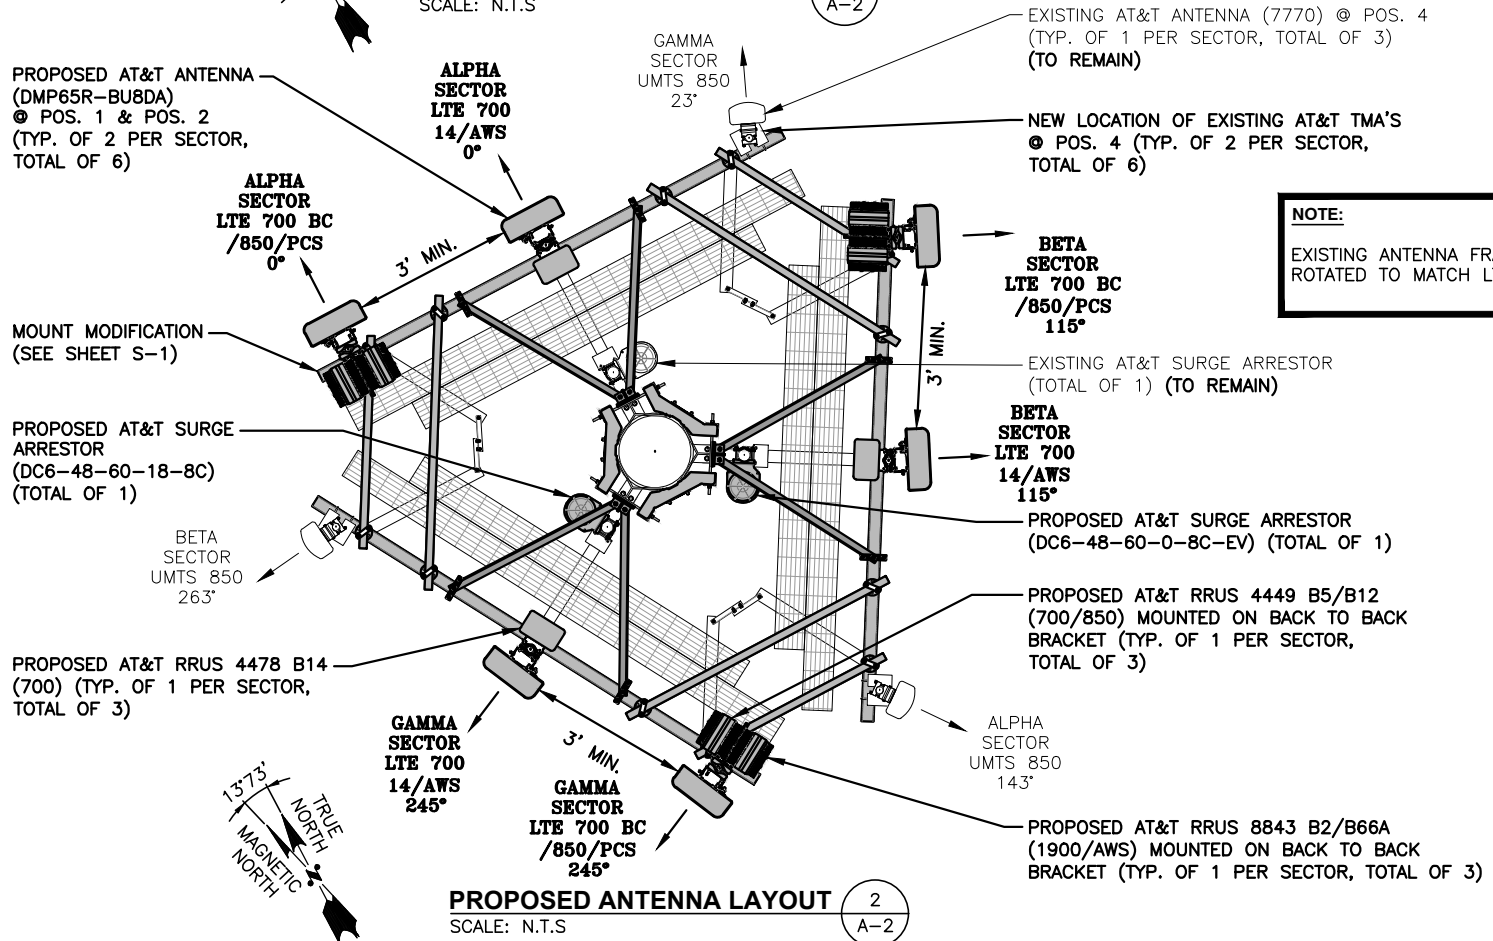 SCALE: N.T.S
A-2
EXISTING AT&T ANTENNA (7770) @ POS. 4
(TYP. OF 1 PER SECTOR, TOTAL OF 3)
(TO REMAIN)
GAMMA
SECTOR
UMTS 850
23°
PROPOSED AT&T ANTENNA
(DMP65R-BU8DA)
@ POS. 1 & POS. 2
(TYP. OF 2 PER SECTOR,
TOTAL OF 6)
ALPHA
SECTOR
LTE 700
14/AWS
0°
NEW LOCATION OF EXISTING AT&T TMA'S
@ POS. 4 (TYP. OF 2 PER SECTOR,
TOTAL OF 6)
ALPHA
SECTOR
LTE 700 BC
/850/PCS
0°
3' MIN.
NOTE:
EXISTING ANTENNA FRA
ROTATED TO MATCH LT
BETA
SECTOR
LTE 700 BC
/850/PCS
115°
MOUNT MODIFICATION
(SEE SHEET S-1)
3' MIN.
EXISTING AT&T SURGE ARRESTOR
(TOTAL OF 1) (TO REMAIN)
PROPOSED AT&T SURGE
ARRESTOR
(DC6-48-60-18-8C)
(TOTAL OF 1)
BETA
SECTOR
LTE 700
14/AWS
115°
PROPOSED AT&T SURGE ARRESTOR
(DC6-48-60-0-8C-EV) (TOTAL OF 1)
BETA
SECTOR
UMTS 850
263°
PROPOSED AT&T RRUS 4449 B5/B12
(700/850) MOUNTED ON BACK TO BACK
BRACKET (TYP. OF 1 PER SECTOR,
TOTAL OF 3)
PROPOSED AT&T RRUS 4478 B14
(700) (TYP. OF 1 PER SECTOR,
TOTAL OF 3)
GAMMA
SECTOR
LTE 700
14/AWS
245°
3' MIN.
ALPHA
SECTOR
UMTS 850
143°
GAMMA
SECTOR
LTE 700 BC
/850/PCS
245°
13°73'
TRUE
NORTH
MAGNETIC
NORTH
N
PROPOSED AT&T RRUS 8843 B2/B66A
(1900/AWS) MOUNTED ON BACK TO BACK
BRACKET (TYP. OF 1 PER SECTOR, TOTAL OF 3)
PROPOSED ANTENNA LAYOUT
SCALE: N.T.S
2
A-2